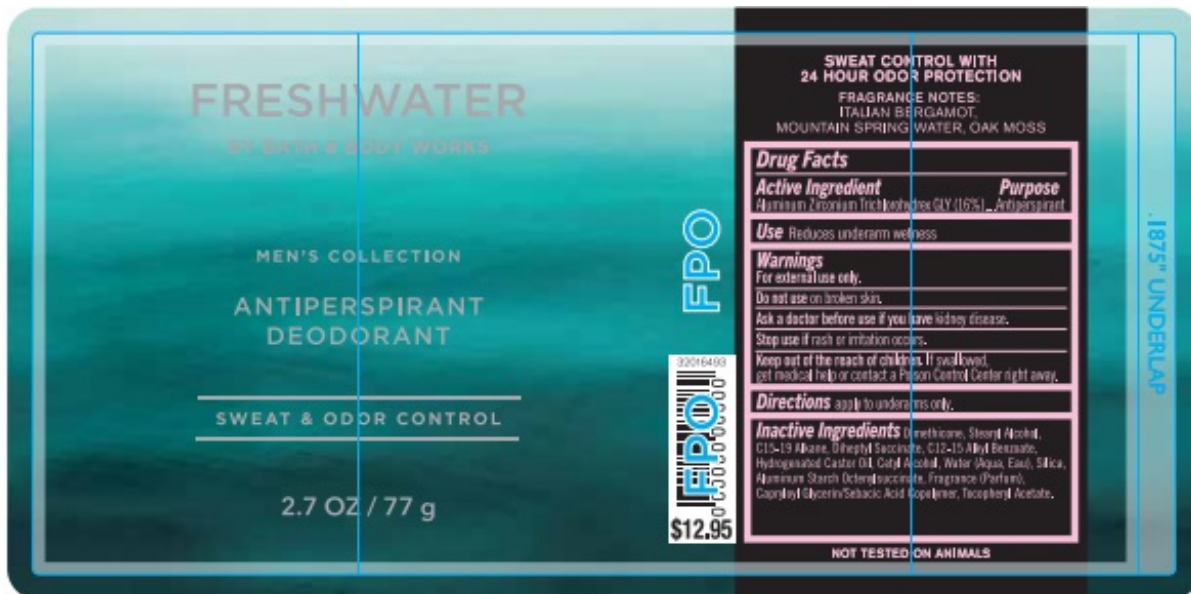 FRESHWATER
BY BATH & BODY WORKS
MEN'S COLLECTION
ANTIPERSPIRANT
DEODORANT
SWEAT & ODOR CONTROL
2.7 OZ / 77 g
FPO
32016493
FPO
$12.95
SWEAT CONTROL WITH
24 HOUR ODOR PROTECTION
FRAGRANCE NOTES:
ITALIAN BERGAMOT,
MOUNTAIN SPRING WATER, OAK MOSS
Drug Facts
Active Ingredient Purpose
Aluminum Zirconium Trichlorohydrex GLY (16%)_ Antiperspirant
Use Reduces underarm wetness
Warnings
For external use only.
Do not use on broken skin.
Ask a doctor before use if you have kidney disease.
Stop use if rash or irritation occurs.
Keep out of the reach of children. If swallowed,
get medical help or contact a Poison Control Center right away.
Directions apply to underarms only.
Inactive Ingredients Dimethicone, Stearyl Alcohol,
C15-19 Alkane, Diheptyl Succinate, C12-15 Alkyl Benzoate,
Hydrogenated Castor Oil, Cetyl Alcohol, Water (Aqua, Eau), Silica,
Aluminum Starch Octenylsuccinate, Fragrance (Parfum),
Capryloyl Glycerin/Sebacic Acid Copolymer, Tocopheryl Acetate.
NOT TESTED ON ANIMALS
.1875" UNDERLAP